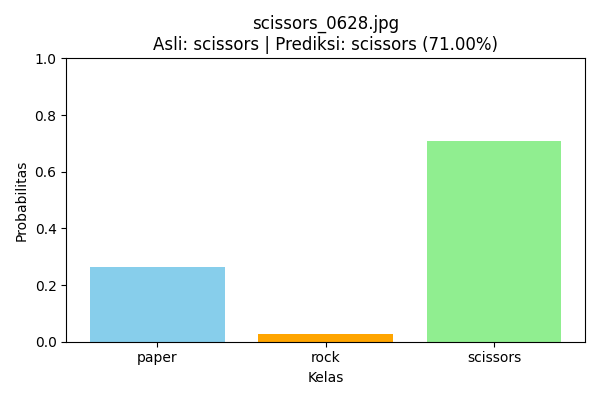 scissors_0628.jpg
Asli: scissors | Prediksi: scissors (71.00%)
1.0
0.8
0.6
0.4
0.2
0.0
Probabilitas
paper rock scissors
Kelas